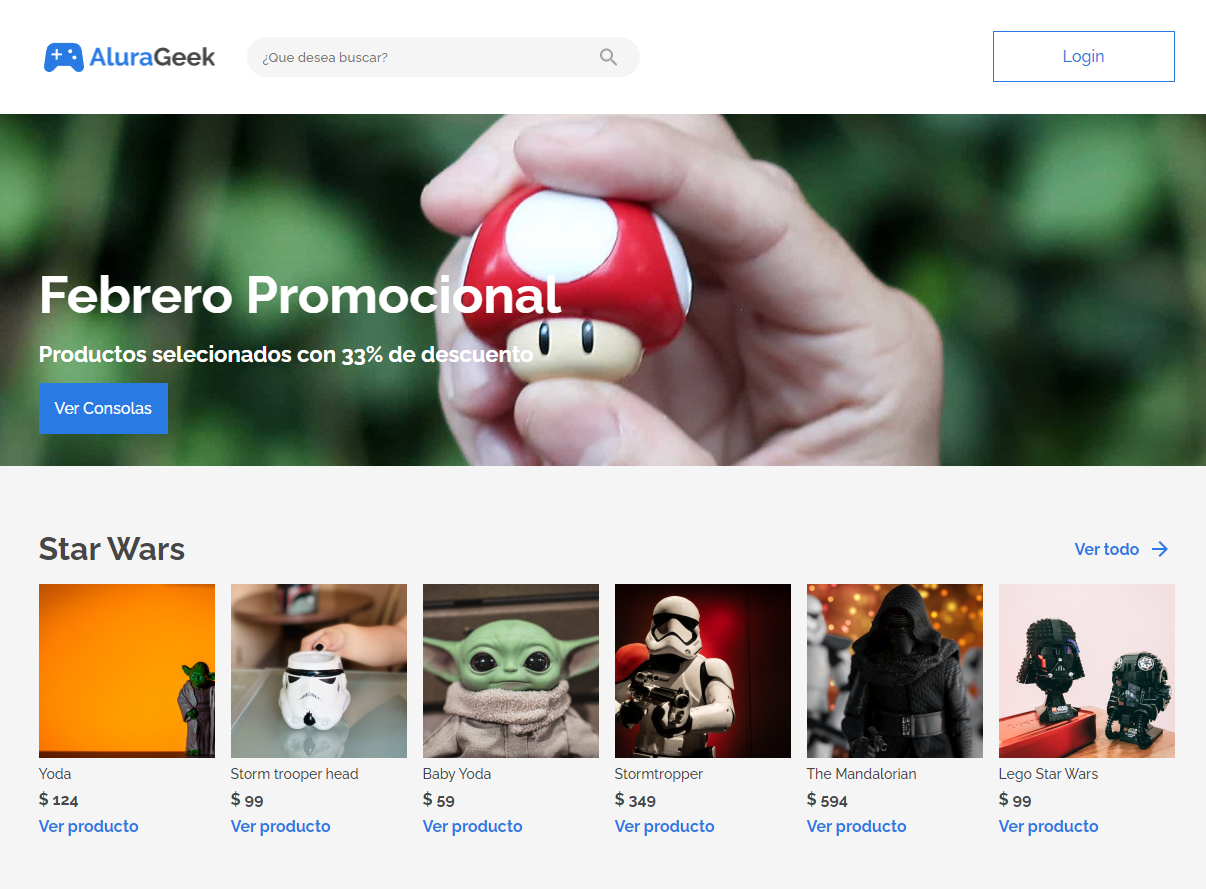 AluraGeek
¿Que desea buscar?
Login
Febrero Promocional
Productos selecionados con 33% de descuento
Ver Consolas
Star Wars
Ver todo
Yoda
$ 124
Ver producto
Storm trooper head
$ 99
Ver producto
Baby Yoda
$ 59
Ver producto
Stormtropper
$ 349
Ver producto
The Mandalorian
$ 594
Ver producto
Lego Star Wars
$ 99
Ver producto